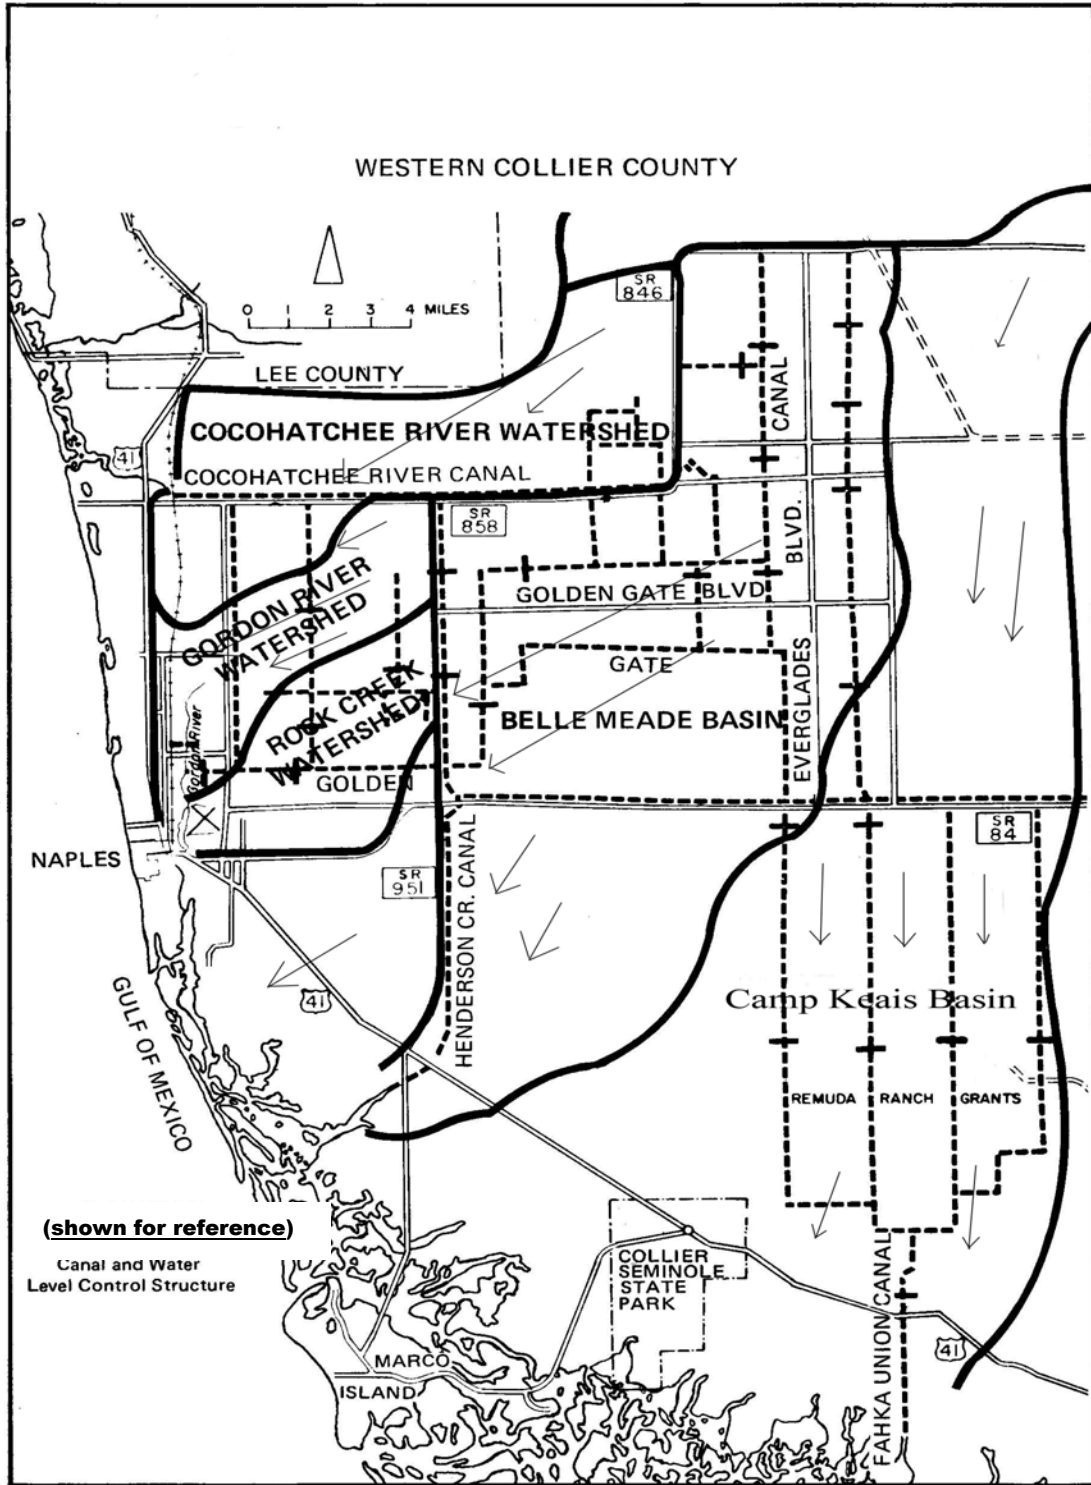 WESTERN COLLIER COUNTY
SR
846
0 1 2 3 4 MILES
LEE COUNTY
COCOHATCHEE RIVER WATERSHED
41
COCOHATCHEE RIVER CANAL
SR
858
GORDON RIVER
WATERSHED
GOLDEN GATE BLVD
CANAL
BLVD.
EVERGLADES
GATE
BELLE MEADE BASIN
ROCK CREEK
WATERSHED
Gordon River
GOLDEN
SR
84
NAPLES
SR
951
HENDERSON CR. CANAL
GULF OF MEXICO
41
Camp Keais Basin
REMUDA RANCH GRANTS
(shown for reference)
Canal and Water
Level Control Structure
COLLIER
SEMINOLE
STATE
PARK
FAHKA UNION CANAL
41
MARCO
ISLAND